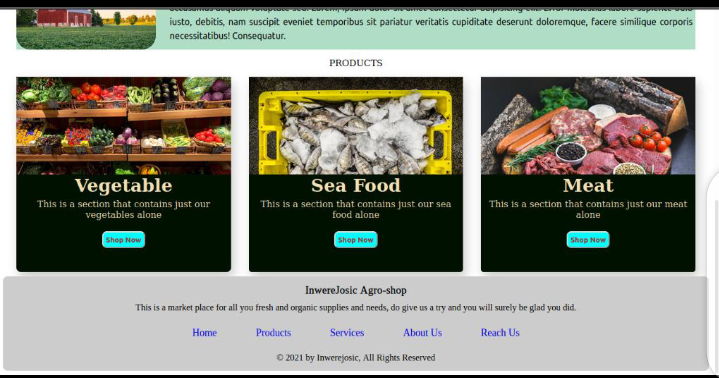 iusto, debitis, nam suscipit eveniet temporibus sit pariatur veritatis cupiditate deserunt doloremque, facere similique corporis
necessitatibus! Consequatur.
PRODUCTS
Vegetable
This is a section that contains just our
vegetables alone
Shop Now
Sea Food
This is a section that contains just our sea
food alone
Shop Now
Meat
This is a section that contains just our meat
alone
Shop Now
InwereJosic Agro-shop
This is a market place for all you fresh and organic supplies and needs, do give us a try and you will surely be glad you did.
Home Products Services About Us Reach Us
© 2021 by Inwerejosic, All Rights Reserved